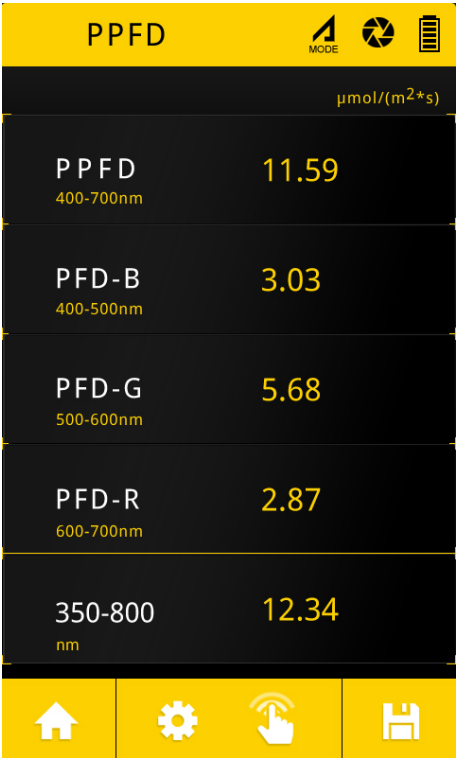 PPFD
MODE
µmol/(m2*s)
PPFD 11.59
400-700nm
PFD-B 3.03
400-500nm
PFD-G 5.68
500-600nm
PFD-R 2.87
600-700nm
350-800 12.34
nm